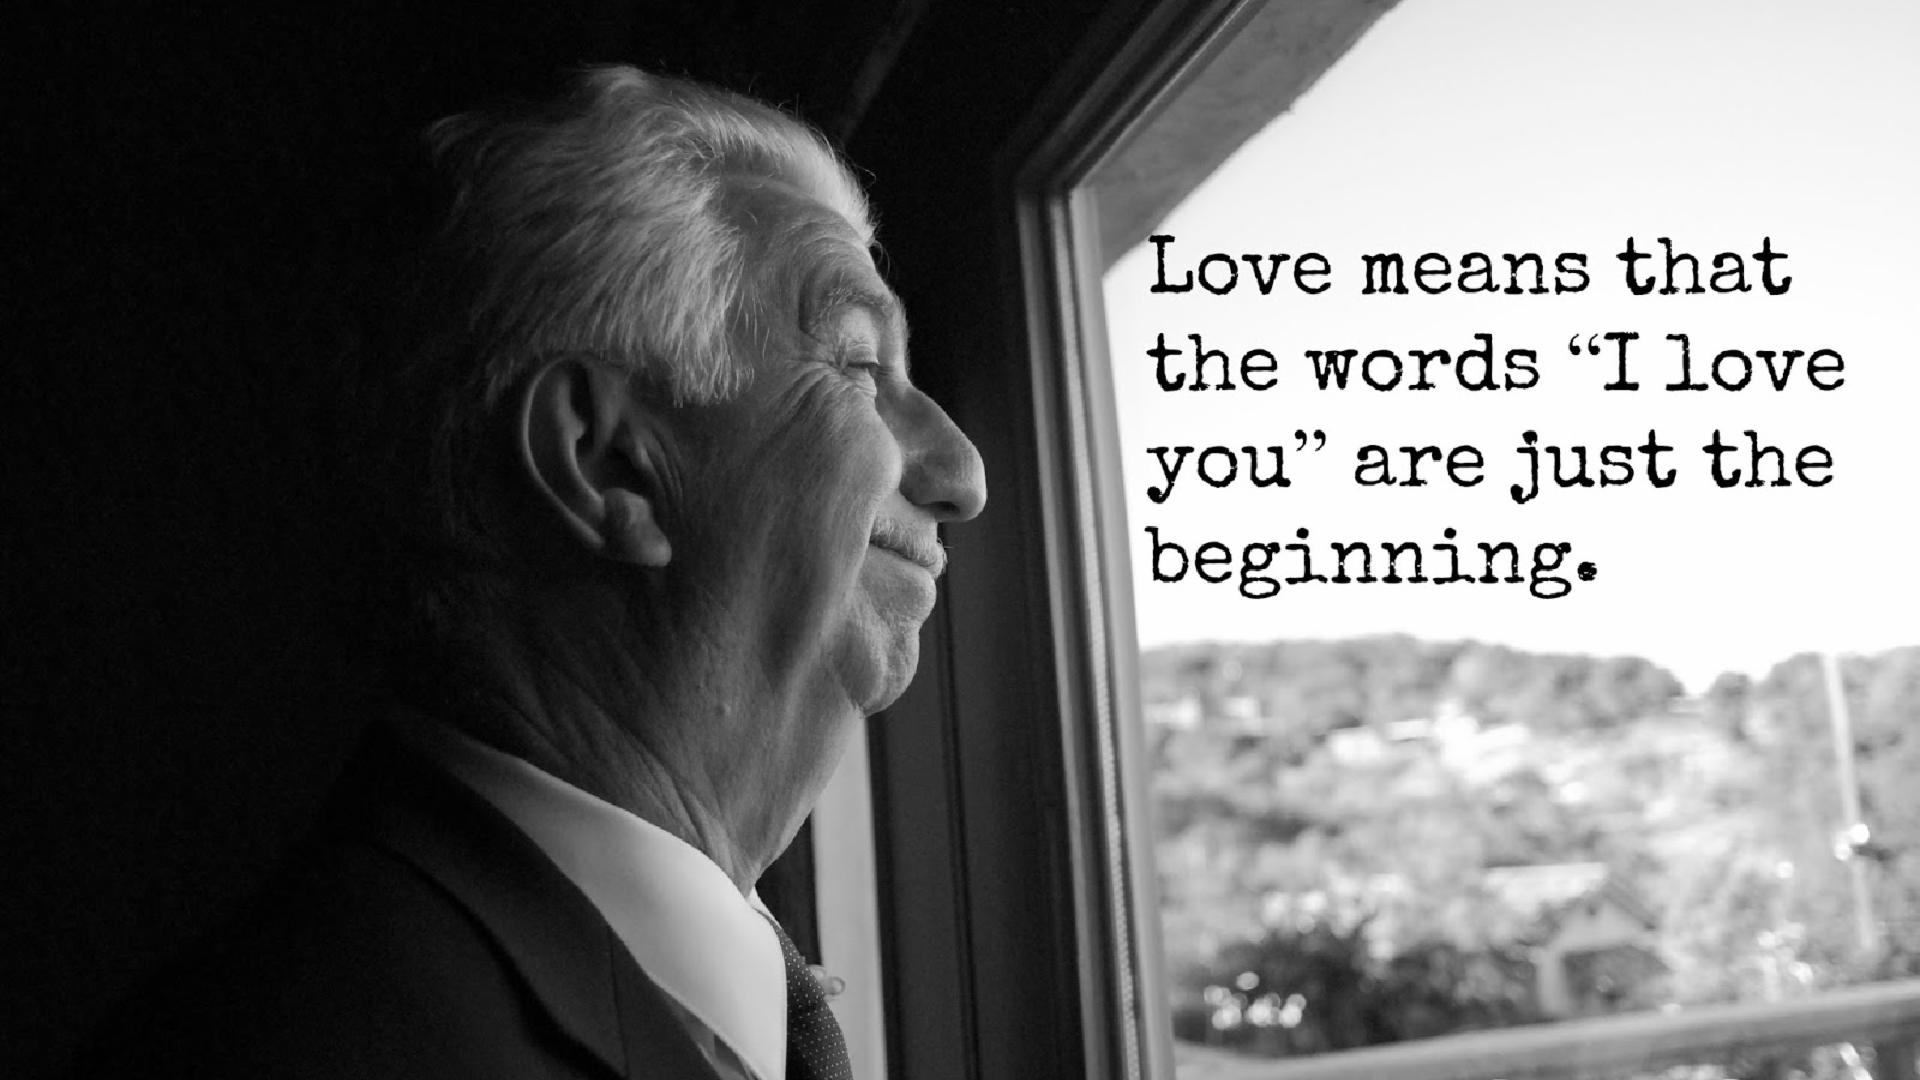 Love means that
the words “I love
you” are just the
beginning.